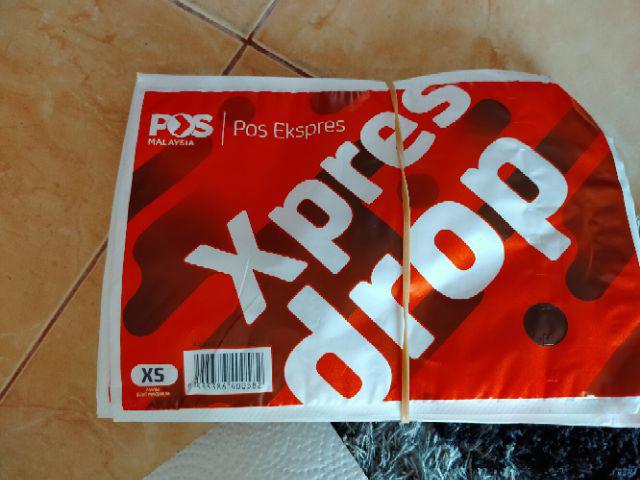 POS
MALAYSIA
Pos Ekspres
Xpres
drop
XS